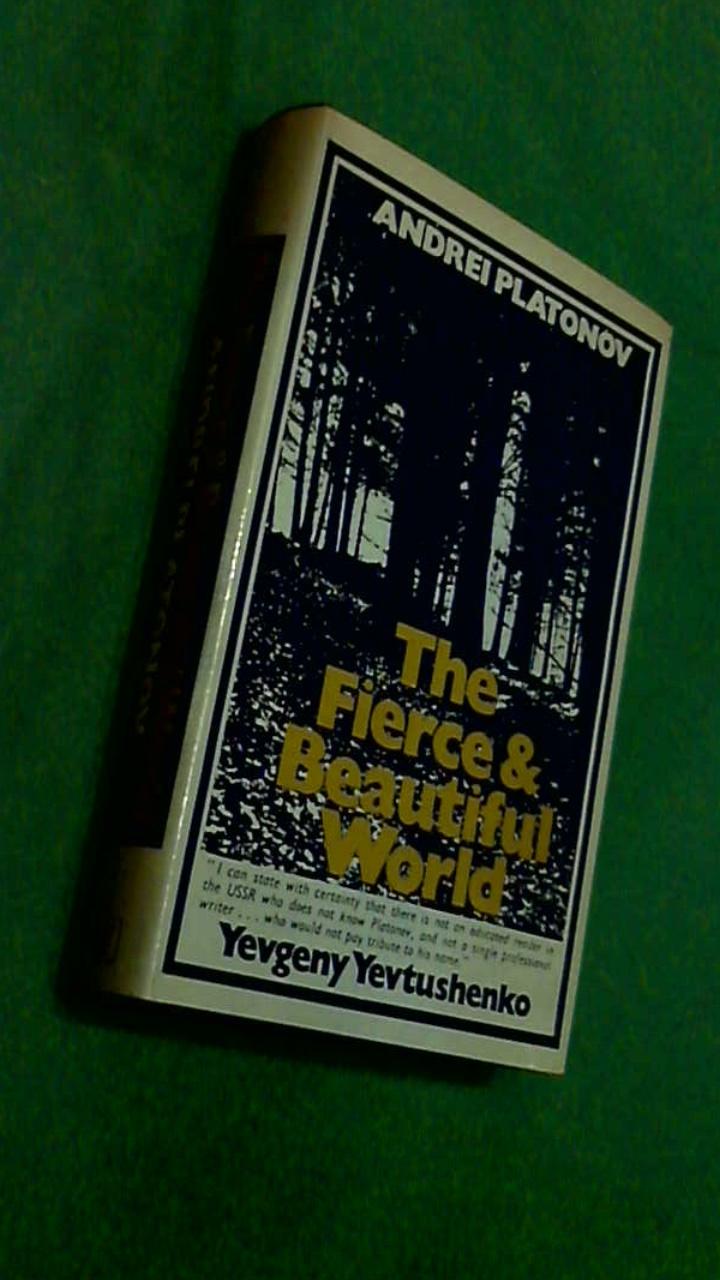 ANDREI PLATONOV
The
Fierce &
Beautiful
World
"I can state with certainty that there is not an educated reader in
the USSR who does not know Platonov, and not a single professional
writer . . . who would not pay tribute to his name."
Yevgeny Yevtushenko